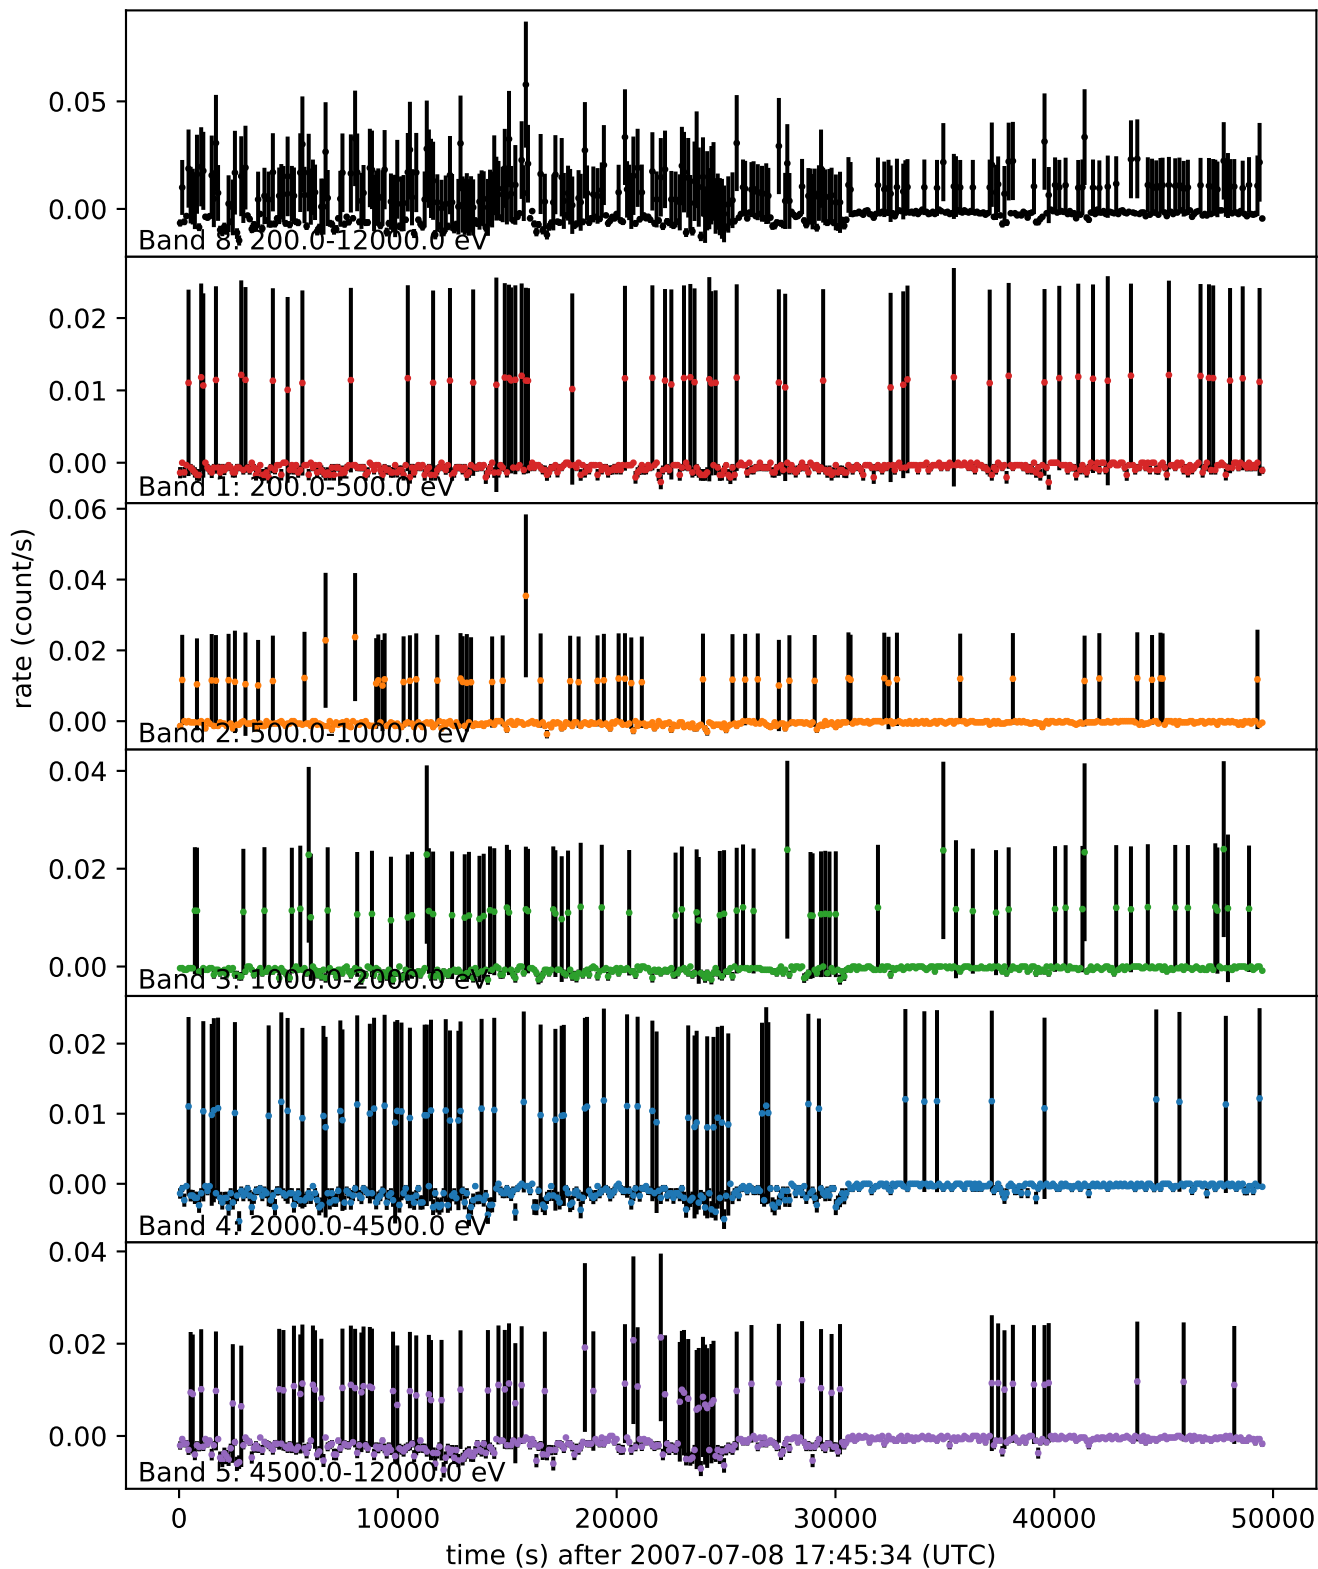 0.05
0.00
Band 8: 200.0-12000.0 eV
0.02
0.01
0.00
Band 1: 200.0-500.0 eV
0.06
0.04
0.02
0.00
Band 2: 500.0-1000.0 eV
rate (count/s)
0.04
0.02
0.00
Band 3: 1000.0-2000.0 eV
0.02
0.01
0.00
Band 4: 2000.0-4500.0 eV
0.04
0.02
0.00
Band 5: 4500.0-12000.0 eV
0 10000 20000 30000 40000 50000
time (s) after 2007-07-08 17:45:34 (UTC)